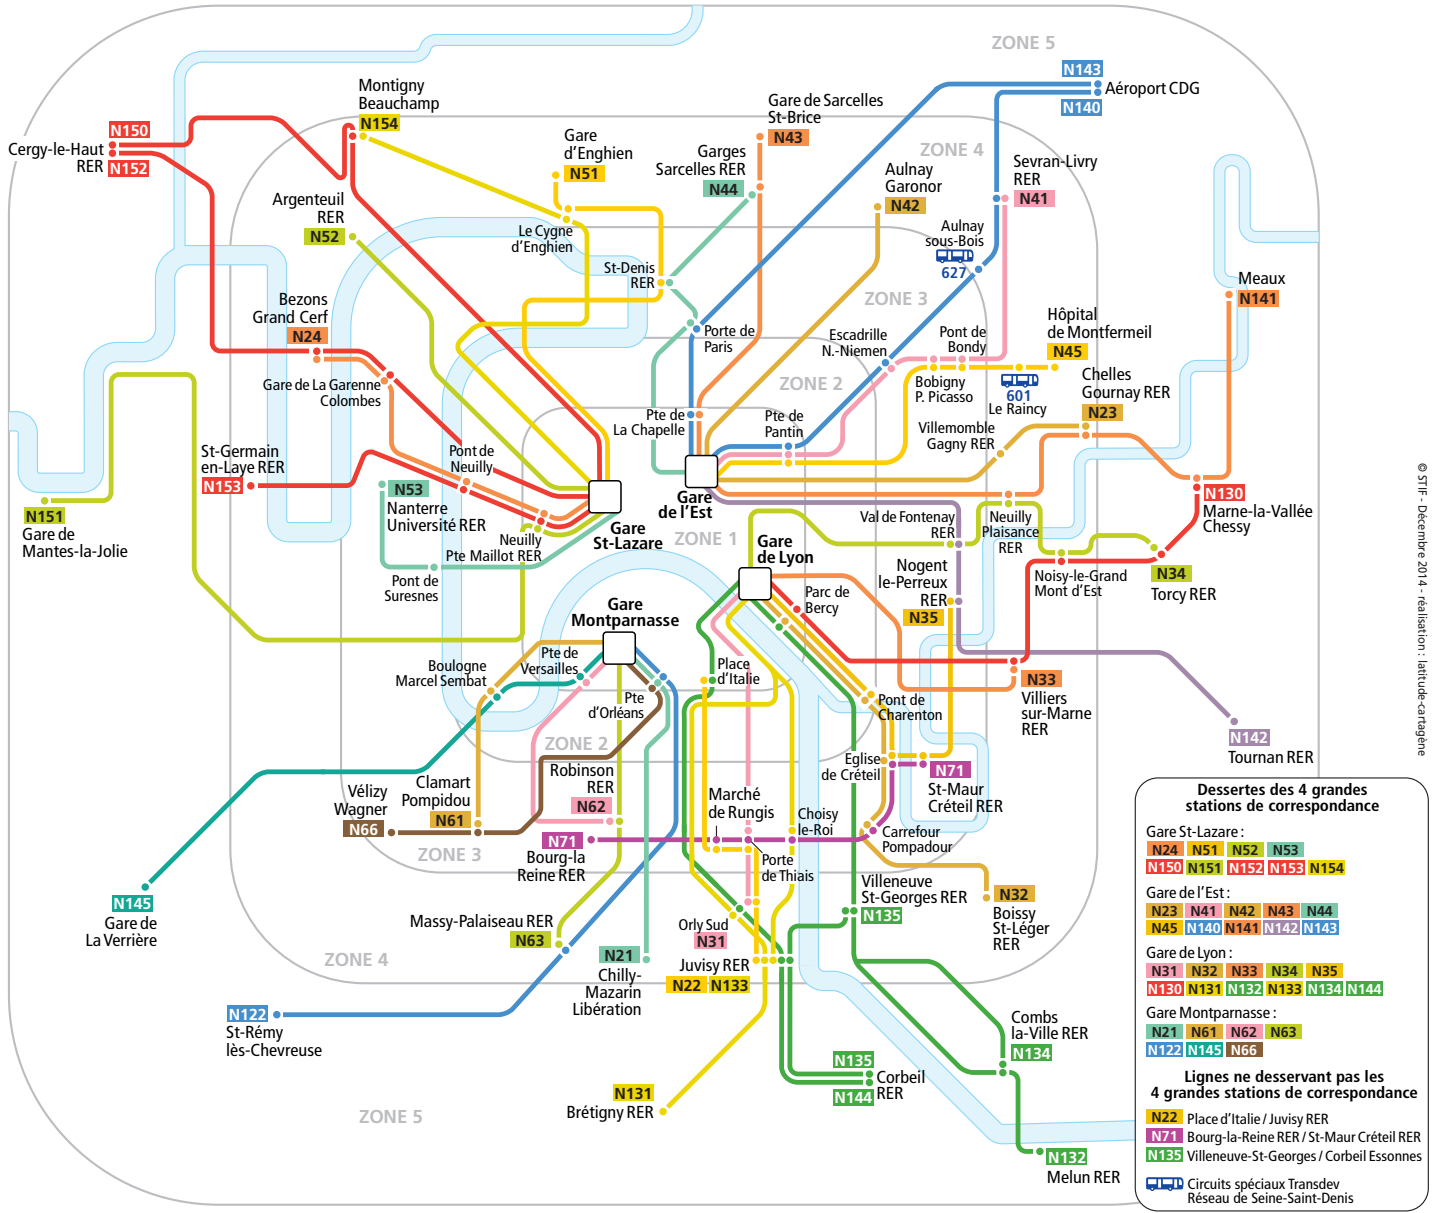 ZONE 5
N143
Aéroport CDG
N140
Montigny
Beauchamp
N154
N150
Cergy-le-Haut
RER
N152
Gare de Sarcelles
St-Brice
N43
Gare
d'Enghien
N51
Garges
Sarcelles RER
N44
ZONE 4
Aulnay
Garonor
N42
Sevran-Livry
RER
N41
Argenteuil
RER
N52
Le Cygne
d'Enghien
Aulnay
sous-Bois
627
St-Denis
RER
Meaux
N141
Bezons
Grand Cerf
N24
ZONE 3
Hôpital
de Montfermeil
N45
Porte de
Paris
Escadrille
N.-Niemen
Pont de
Bondy
Gare de La Garenne
Colombes
ZONE 2
Bobigny
P. Picasso
601
Le Raincy
Chelles
Gournay RER
N23
Pte de
La Chapelle
Pte de
Pantin
Villemomble
Gagny RER
St-Germain
en-Laye RER
N153
Pont de
Neuilly
N53
Nanterre
Université RER
Gare
de l'Est
N130
Marne-la-Vallée
Chessy
N151
Gare de
Mantes-la-Jolie
Gare
St-Lazare
Neuilly
Pte Maillot RER
ZONE 1
Gare
de Lyon
Val de Fontenay
RER
Neuilly
Plaisance
RER
Pont de
Suresnes
Nogent
le-Perreux
RER
N35
Noisy-le-Grand
Mont d'Est
N34
Torcy RER
Parc de
Bercy
Gare
Montparnasse
Boulogne
Marcel Sembat
Pte de
Versailles
Place
d'Italie
Pte
d'Orléans
N33
Villiers
sur-Marne
RER
Pont de
Charenton
N142
Tournan RER
ZONE 2
Robinson
RER
N62
Eglise
de Créteil
N71
St-Maur
Créteil RER
Clamart
Pompidou
N61
Vélizy
Wagner
N66
Marché
de Rungis
Choisy
le-Roi
N71
Bourg-la
Reine RER
ZONE 3
Porte
de Thiais
Carrefour
Pompadour
N145
Gare de
La Verrière
Villeneuve
St-Georges RER
N135
N32
Boissy
St-Léger
RER
Massy-Palaiseau RER
N63
Orly Sud
N31
ZONE 4
N21
Chilly-
Mazarin
Libération
Juvisy RER
N22
N133
N122
St-Rémy
lès-Chevreuse
Combs
la-Ville RER
N134
N135
Corbeil
RER
N144
N131
Brétigny RER
ZONE 5
N132
Melun RER
© STIF - Décembre 2014 - réalisation : latitude-cartagène
Dessertes des 4 grandes
stations de correspondance
Gare St-Lazare :
N24 N51 N52 N53
N150 N151 N152 N153 N154
Gare de l'Est :
N23 N41 N42 N43 N44
N45 N140 N141 N142 N143
Gare de Lyon :
N31 N32 N33 N34 N35
N130 N131 N132 N133 N134 N144
Gare Montparnasse :
N21 N61 N62 N63
N122 N145 N66
Lignes ne desservant pas les
4 grandes stations de correspondance
N22 Place d'Italie / Juvisy RER
N71 Bourg-la-Reine RER / St-Maur Créteil RER
N135 Villeneuve-St-Georges / Corbeil Essonnes
Circuits spéciaux Transdev
Réseau de Seine-Saint-Denis